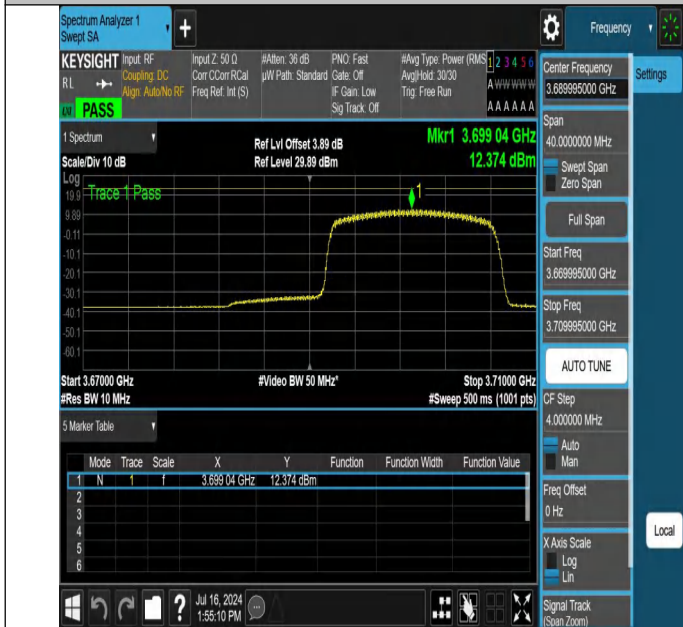 Spectrum Analyzer 1
Swept SA
+
Frequency
KEYSIGHT
RL
PASS
Input: RF
Coupling: DC
Align: Auto/No RF
Input Z: 50 Ω
Corr CCorr RCal
Freq Ref: Int (S)
#Atten: 36 dB
µW Path: Standard
PNO: Fast
Gate: Off
IF Gain: Low
Sig Track: Off
#Avg Type: Power (RMS
Avg|Hold: 30/30
Trig: Free Run
1 2 3 4 5 6
A W W W W W
A A A A A A
1 Spectrum
Scale/Div 10 dB
Ref Lvl Offset 3.89 dB
Ref Level 29.89 dBm
Mkr1 3.699 04 GHz
12.374 dBm
Log
Trace 1 Pass
1
19.9
9.89
-0.11
-10.1
-20.1
-30.1
-40.1
-50.1
-60.1
Start 3.67000 GHz
#Res BW 10 MHz
#Video BW 50 MHz*
Stop 3.71000 GHz
#Sweep 500 ms (1001 pts)
5 Marker Table
Mode Trace Scale X Y Function Function Width Function Value
1 N 1 f 3.699 04 GHz 12.374 dBm
2
3
4
5
6
Jul 16, 2024
1:55:10 PM
?
Center Frequency
3.689995000 GHz
Settings
Span
40.0000000 MHz
Swept Span
Zero Span
Full Span
Start Freq
3.669995000 GHz
Stop Freq
3.709995000 GHz
AUTO TUNE
CF Step
4.000000 MHz
Auto
Man
Freq Offset
0 Hz
X Axis Scale
Log
Lin
Local
Signal Track
(Span Zoom)